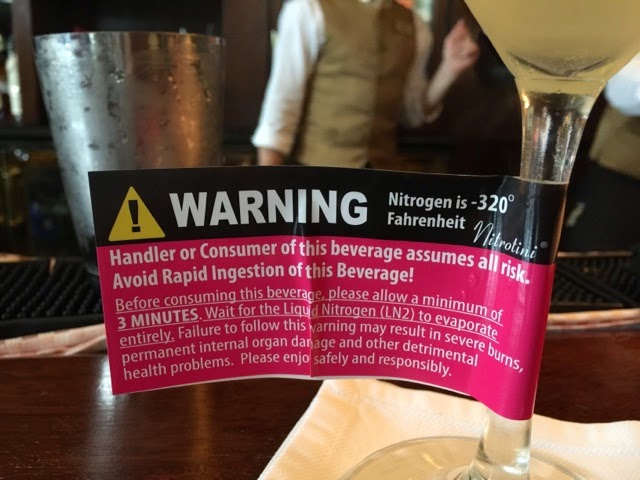 WARNING
Nitrogen is -320°
Fahrenheit
Nitrotini®
Handler or Consumer of this beverage assumes all risk.
Avoid Rapid Ingestion of this Beverage!
Before consuming this beverage, please allow a minimum of
3 MINUTES. Wait for the Liquid Nitrogen (LN2) to evaporate
entirely. Failure to follow this warning may result in severe burns,
permanent internal organ damage and other detrimental
health problems. Please enjoy safely and responsibly.